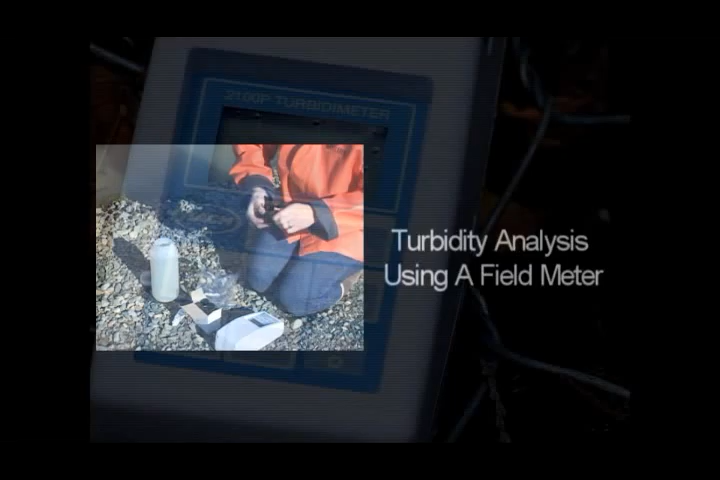 2100P TURBIDIMETER
Turbidity Analysis
Using A Field Meter